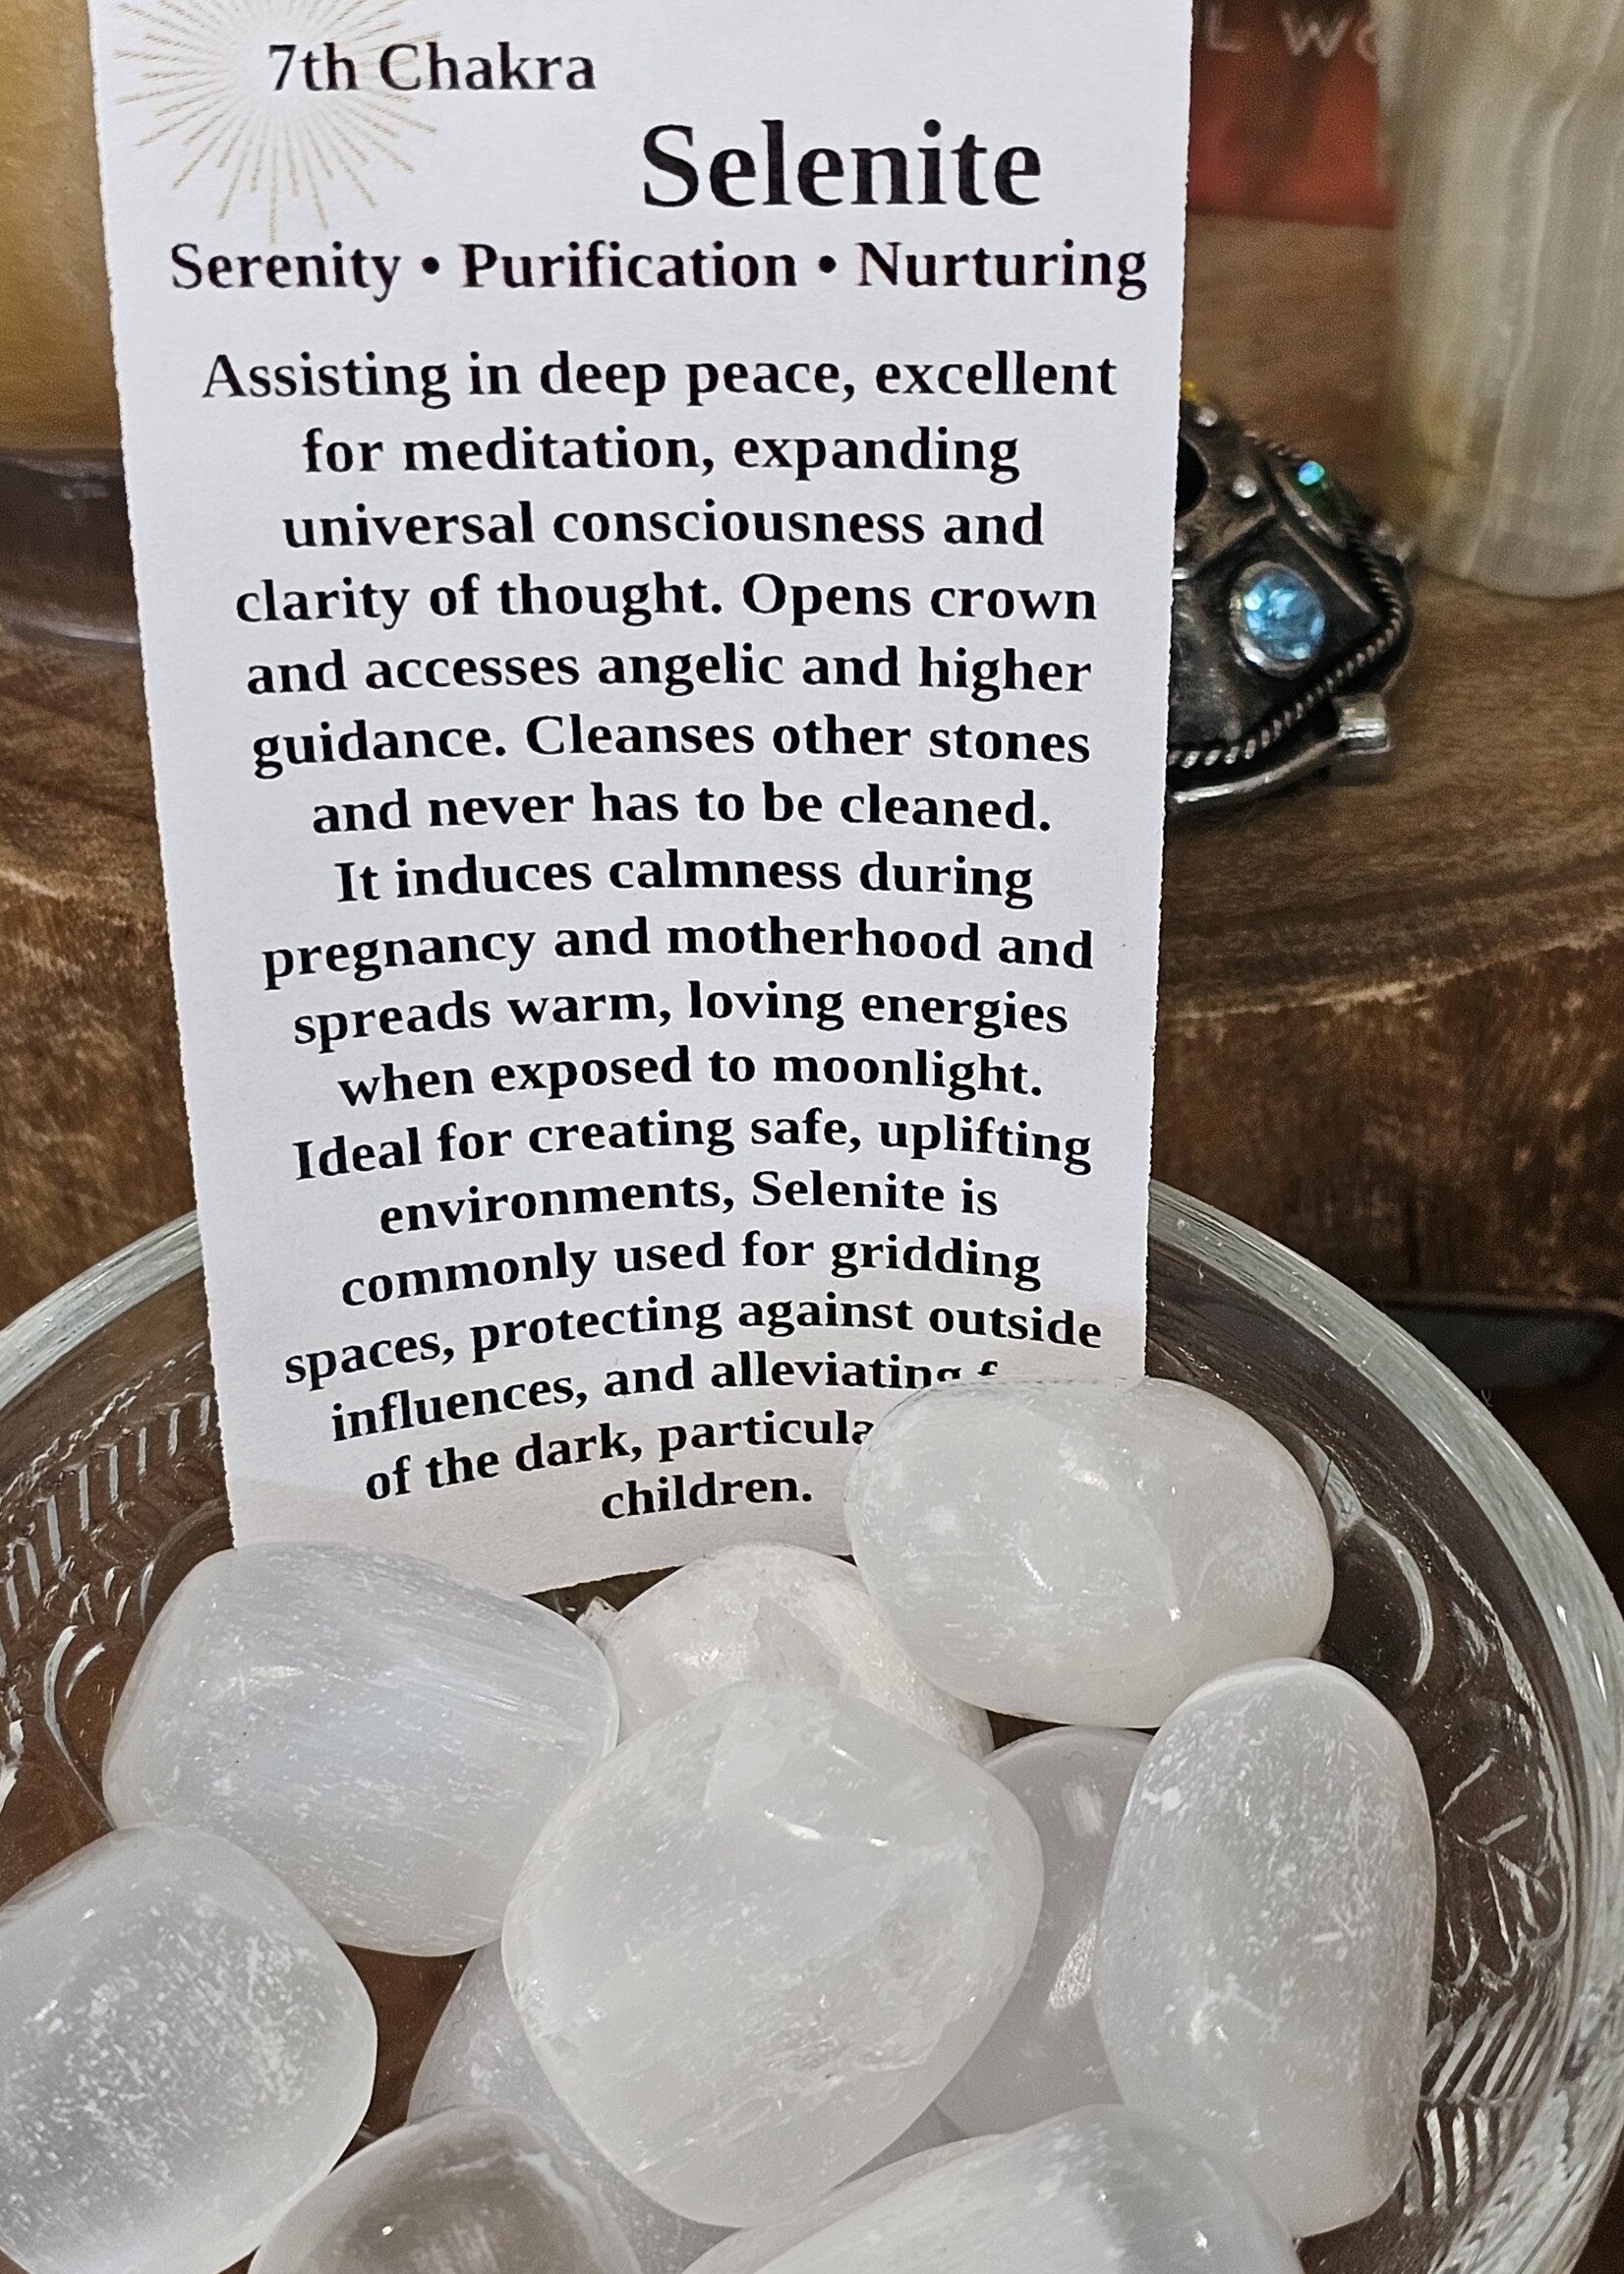 7th Chakra
Selenite
Serenity • Purification • Nurturing
Assisting in deep peace, excellent
for meditation, expanding
universal consciousness and
clarity of thought. Opens crown
and accesses angelic and higher
guidance. Cleanses other stones
and never has to be cleaned.
It induces calmness during
pregnancy and motherhood and
spreads warm, loving energies
when exposed to moonlight.
Ideal for creating safe, uplifting
environments, Selenite is
commonly used for gridding
spaces, protecting against outside
influences, and alleviating
of the dark,
children.